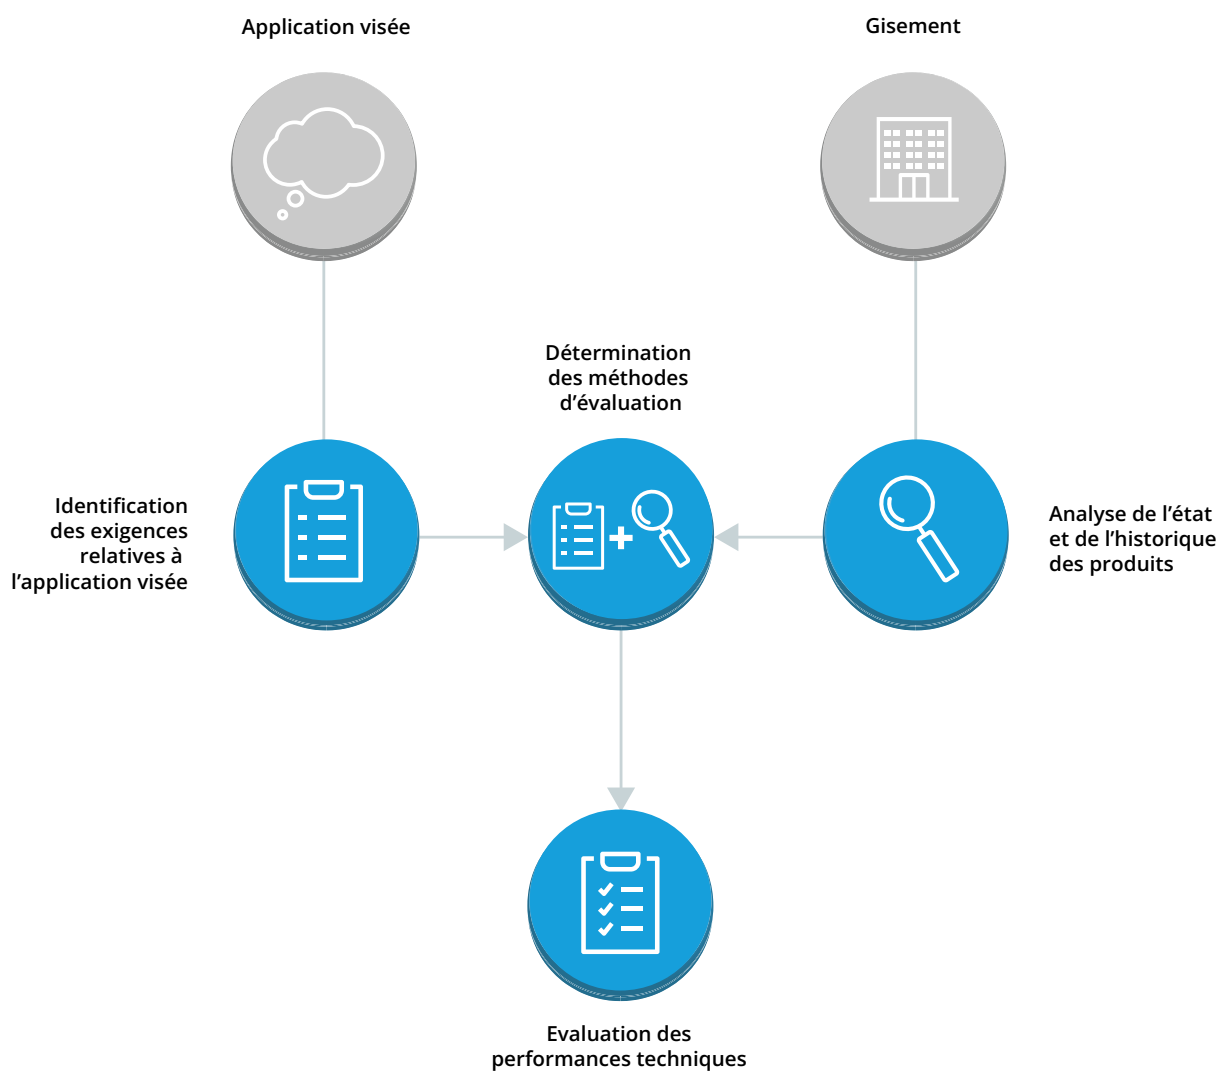 Application visée
Gisement
Détermination
des méthodes
d’évaluation
Identification
des exigences
relatives à
l’application visée
Analyse de l’état
et de l’historique
des produits
Evaluation des
performances techniques